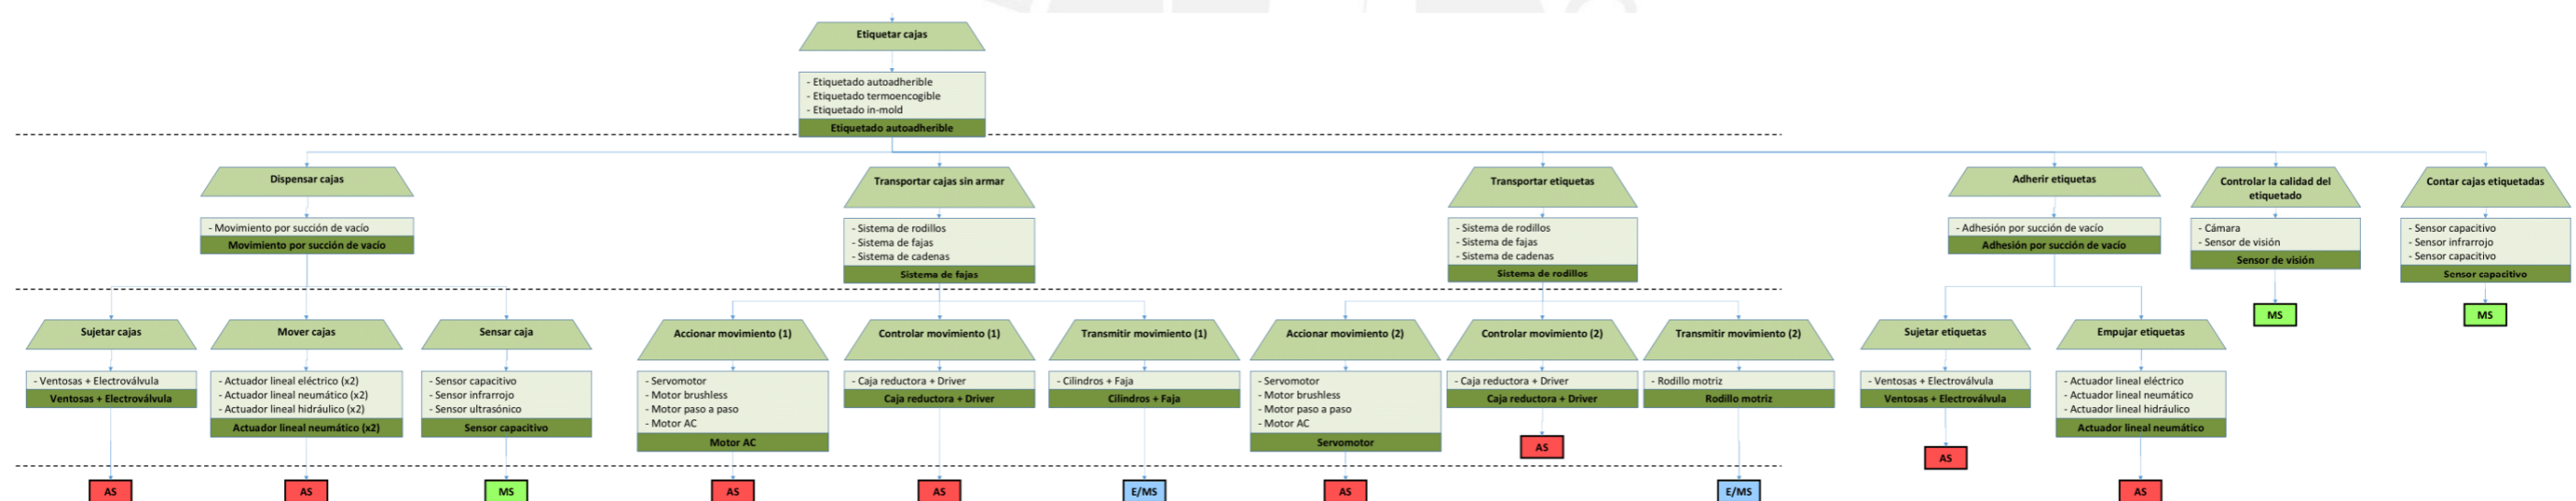 Etiquetar cajas
- Etiquetado autoadherible
- Etiquetado termoencogible
- Etiquetado in-mold
Etiquetado autoadherible
Dispensar cajas
- Movimiento por succión de vacío
Movimiento por succión de vacío
Transportar cajas sin armar
- Sistema de rodillos
- Sistema de fajas
- Sistema de cadenas
Sistema de fajas
Transportar etiquetas
- Sistema de rodillos
- Sistema de fajas
- Sistema de cadenas
Sistema de rodillos
Adherir etiquetas
- Adhesión por succión de vacío
Adhesión por succión de vacío
Controlar la calidad del
etiquetado
- Cámara
- Sensor de visión
Sensor de visión
MS
Contar cajas etiquetadas
- Sensor capacitivo
- Sensor infrarrojo
- Sensor capacitivo
Sensor capacitivo
MS
Sujetar cajas
- Ventosas + Electroválvula
Ventosas + Electroválvula
AS
Mover cajas
- Actuador lineal eléctrico (x2)
- Actuador lineal neumático (x2)
- Actuador lineal hidráulico (x2)
Actuador lineal neumático (x2)
AS
Sensar caja
- Sensor capacitivo
- Sensor infrarrojo
- Sensor ultrasónico
Sensor capacitivo
MS
Accionar movimiento (1)
- Servomotor
- Motor brushless
- Motor paso a paso
- Motor AC
Motor AC
AS
Controlar movimiento (1)
- Caja reductora + Driver
Caja reductora + Driver
AS
Transmitir movimiento (1)
- Cilindros + Faja
Cilindros + Faja
E/MS
Accionar movimiento (2)
- Servomotor
- Motor brushless
- Motor paso a paso
- Motor AC
Servomotor
AS
Controlar movimiento (2)
- Caja reductora + Driver
Caja reductora + Driver
AS
Transmitir movimiento (2)
- Rodillo motriz
Rodillo motriz
E/MS
Sujetar etiquetas
- Ventosas + Electroválvula
Ventosas + Electroválvula
AS
Empujar etiquetas
- Actuador lineal eléctrico
- Actuador lineal neumático
- Actuador lineal hidráulico
Actuador lineal neumático
AS